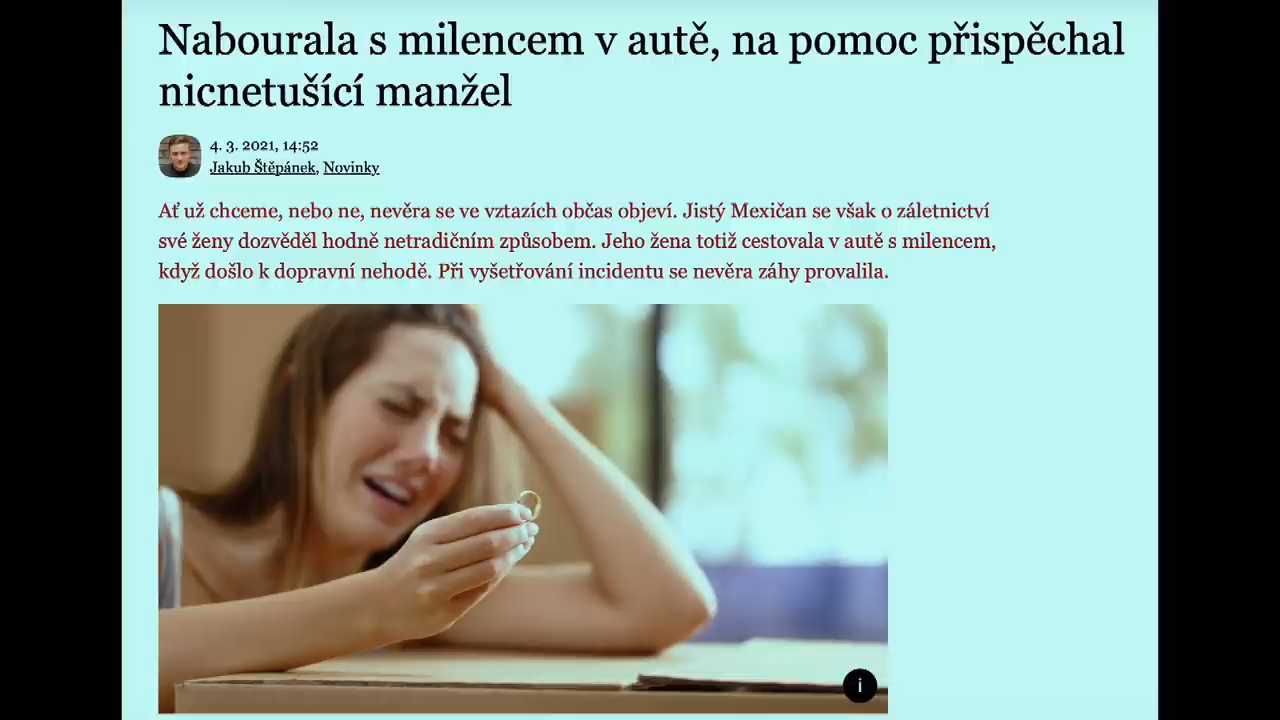 Nabourala s milencem v autě, na pomoc přispěchal
nicnetušící manžel
4. 3. 2021, 14:52
Jakub Štěpánek, Novinky
Ať už chceme, nebo ne, nevěra se ve vztazích občas objeví. Jistý Mexičan se však o záletnictví
své ženy dozvěděl hodně netradičním způsobem. Jeho žena totiž cestovala v autě s milencem,
když došlo k dopravní nehodě. Při vyšetřování incidentu se nevěra záhy provalila.
i